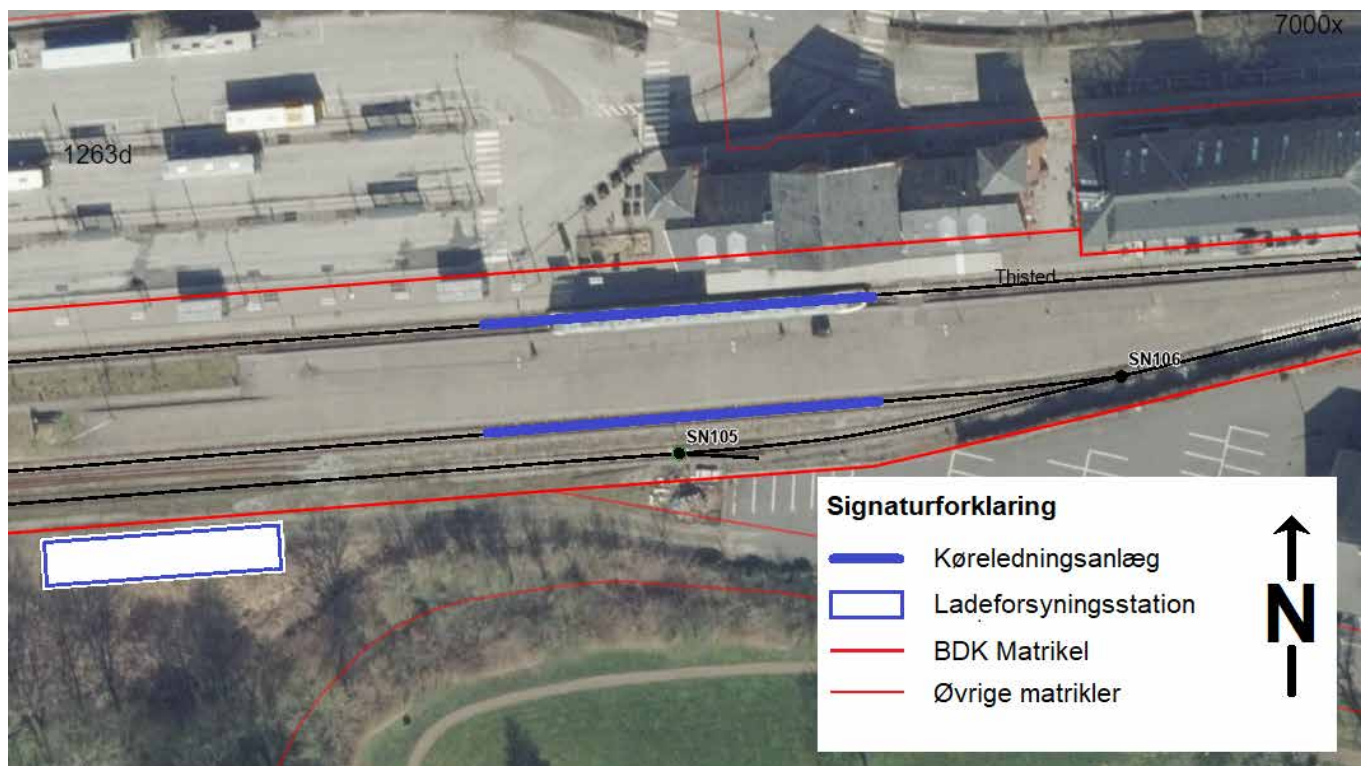 7000x
1263d
Thisted
SN106
SN105
Signaturforklaring
Køreledningsanlæg
Ladeforsyningsstation
BDK Matrikel
Øvrige matrikler
N